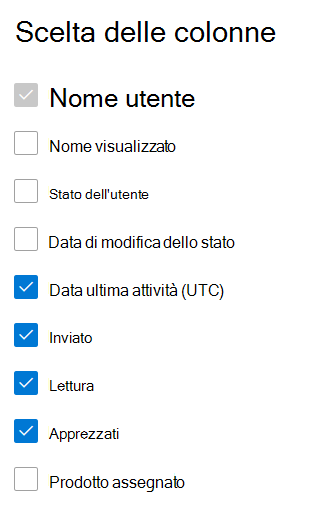 Scelta delle colonne
Nome utente
Nome visualizzato
Stato dell'utente
Data di modifica dello stato
Data ultima attività (UTC)
Inviato
Lettura
Apprezzati
Prodotto assegnato